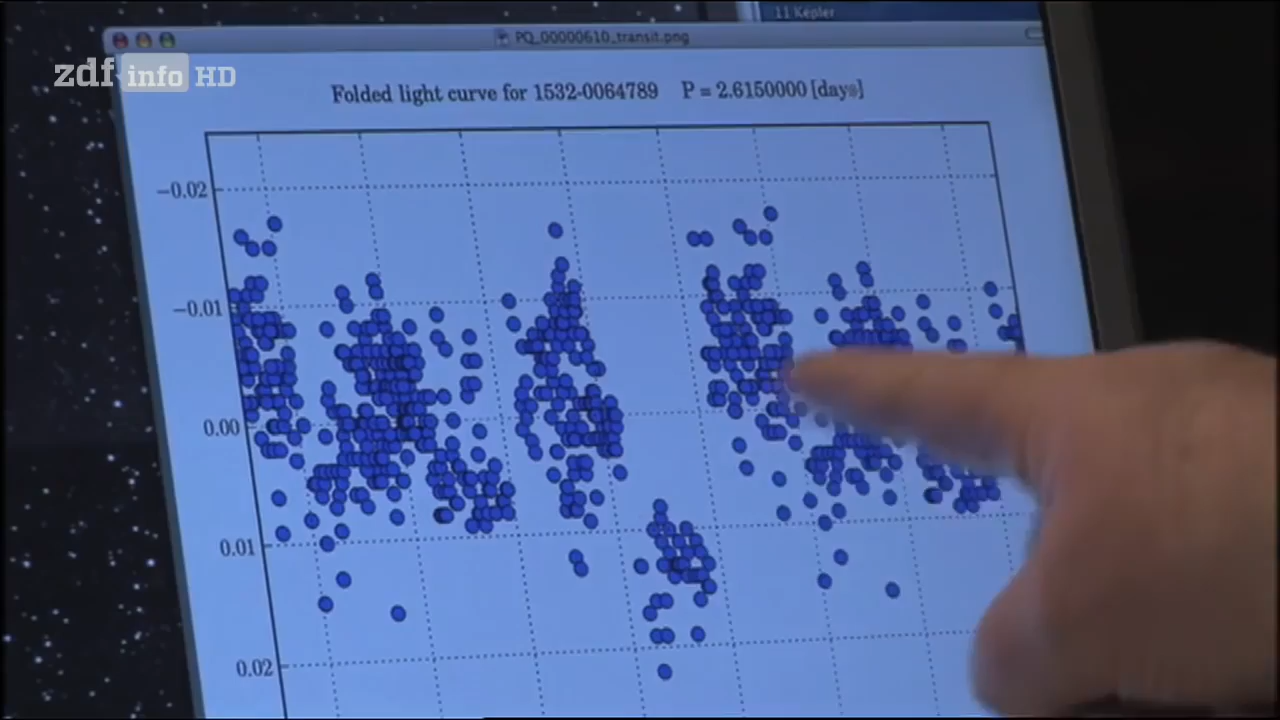 11 Kepler
PQ_00000610_transit.png
zdf info HD
Folded light curve for 1532-0064789 P = 2.6150000 [days]
−0.02
−0.01
0.00
0.01
0.02